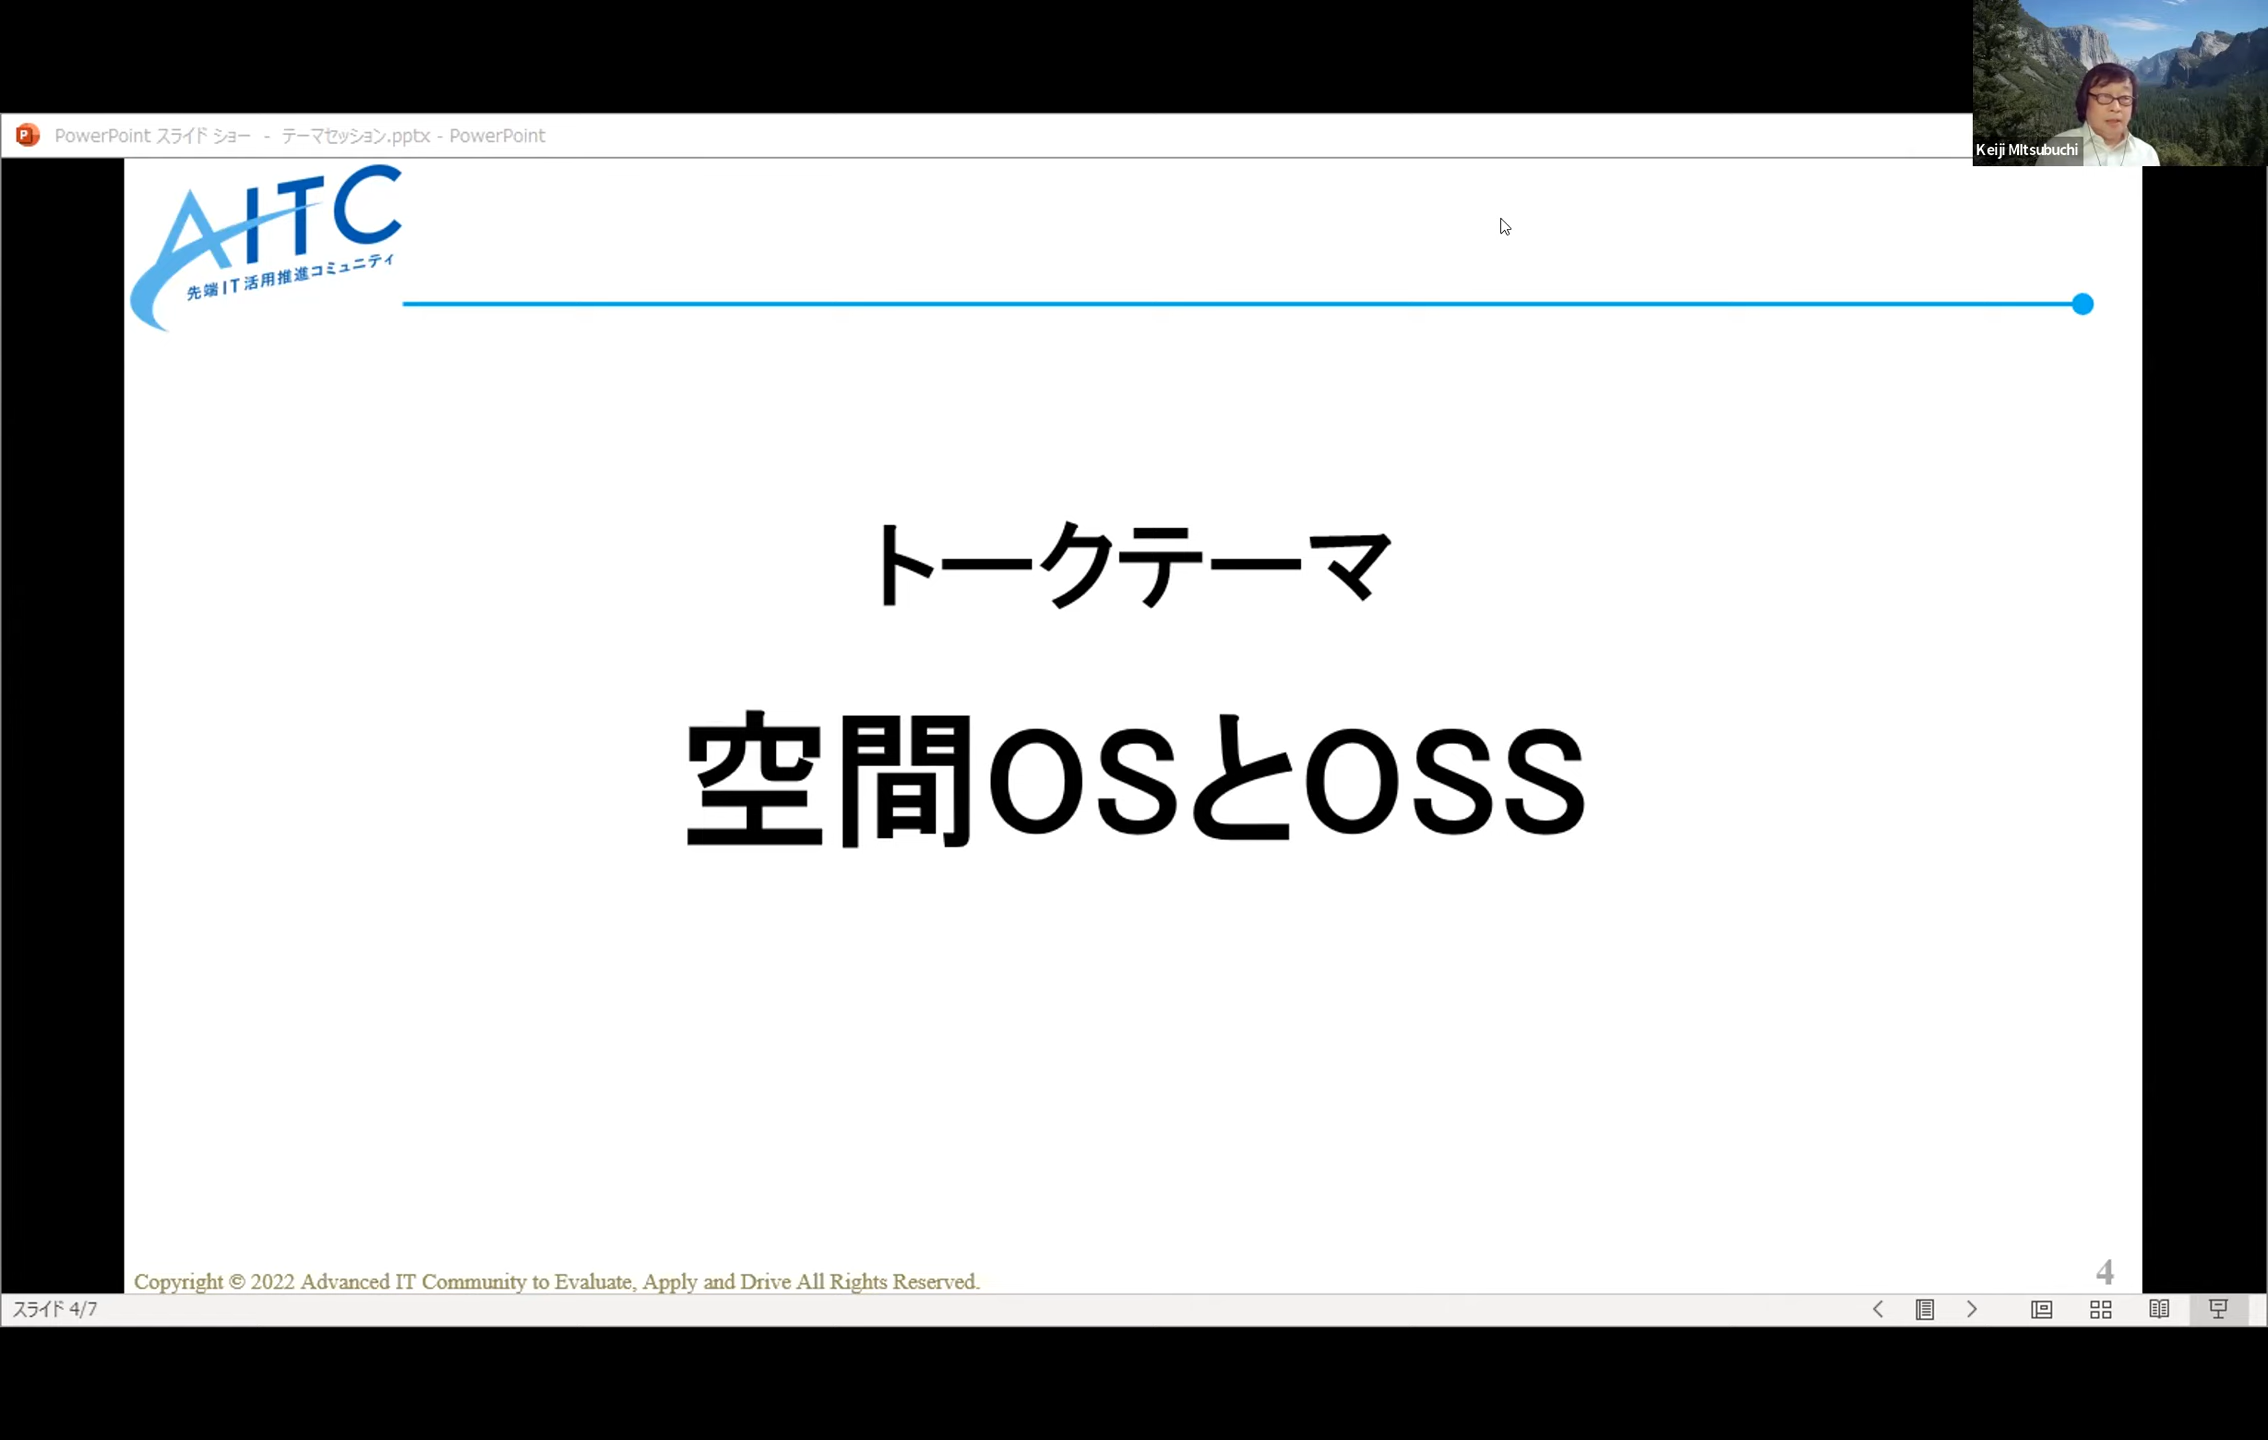 PowerPoint スライド ショー - テーマセッション.pptx - PowerPoint
Keiji MItsubuchi
AITC
先端IT活用推進コミュニティ
トークテーマ
空間OSとOSS
Copyright © 2022 Advanced IT Community to Evaluate, Apply and Drive All Rights Reserved.
4
スライド 4/7